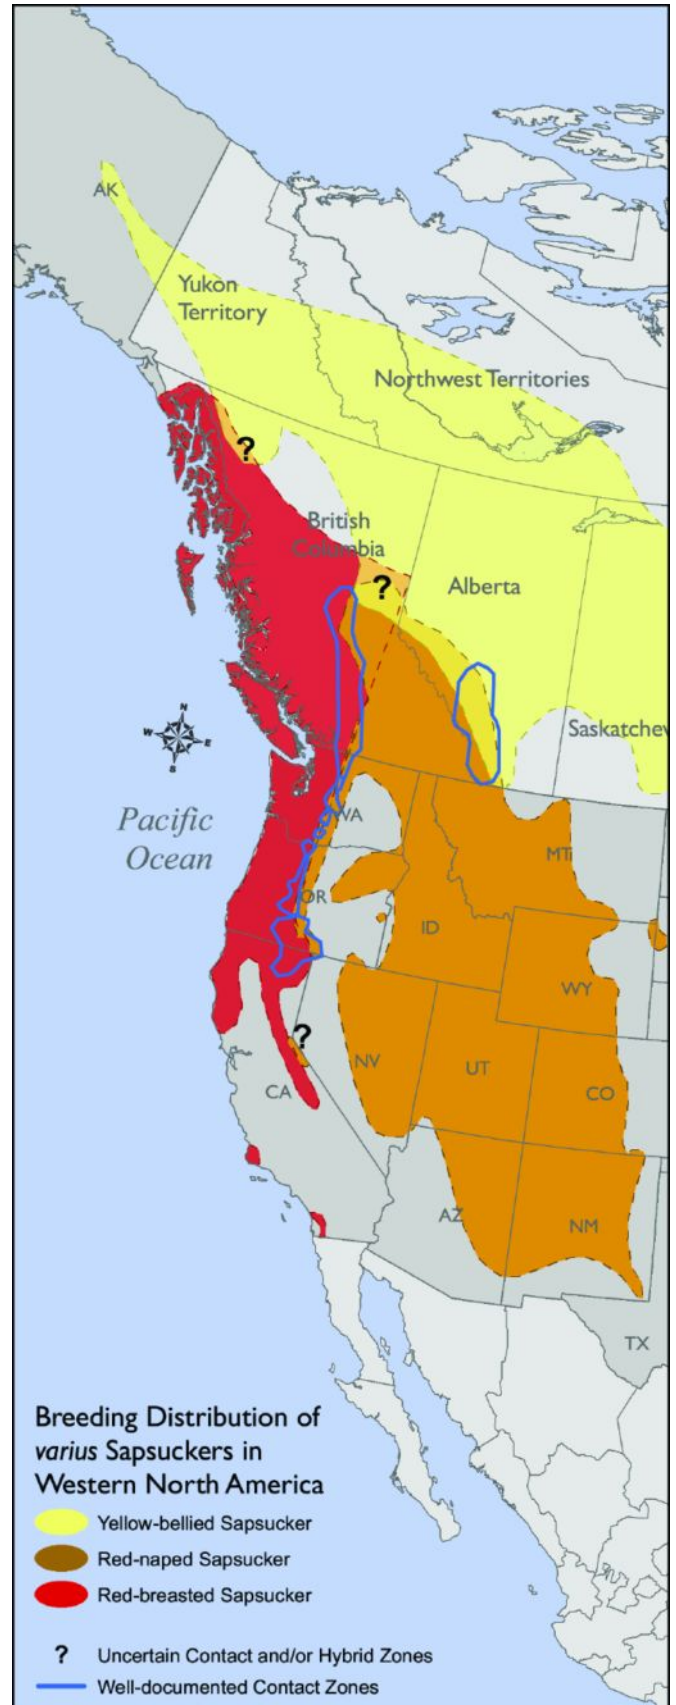 AK
Yukon
Territory
Northwest Territories
?
British
Columbia
?
Alberta
Saskatchev
N
W
E
S
Pacific
Ocean
WA
MT
OR
ID
WY
?
NV
UT
CO
CA
AZ
NM
TX
Breeding Distribution of
varius Sapsuckers in
Western North America
Yellow-bellied Sapsucker
Red-naped Sapsucker
Red-breasted Sapsucker
? Uncertain Contact and/or Hybrid Zones
Well-documented Contact Zones